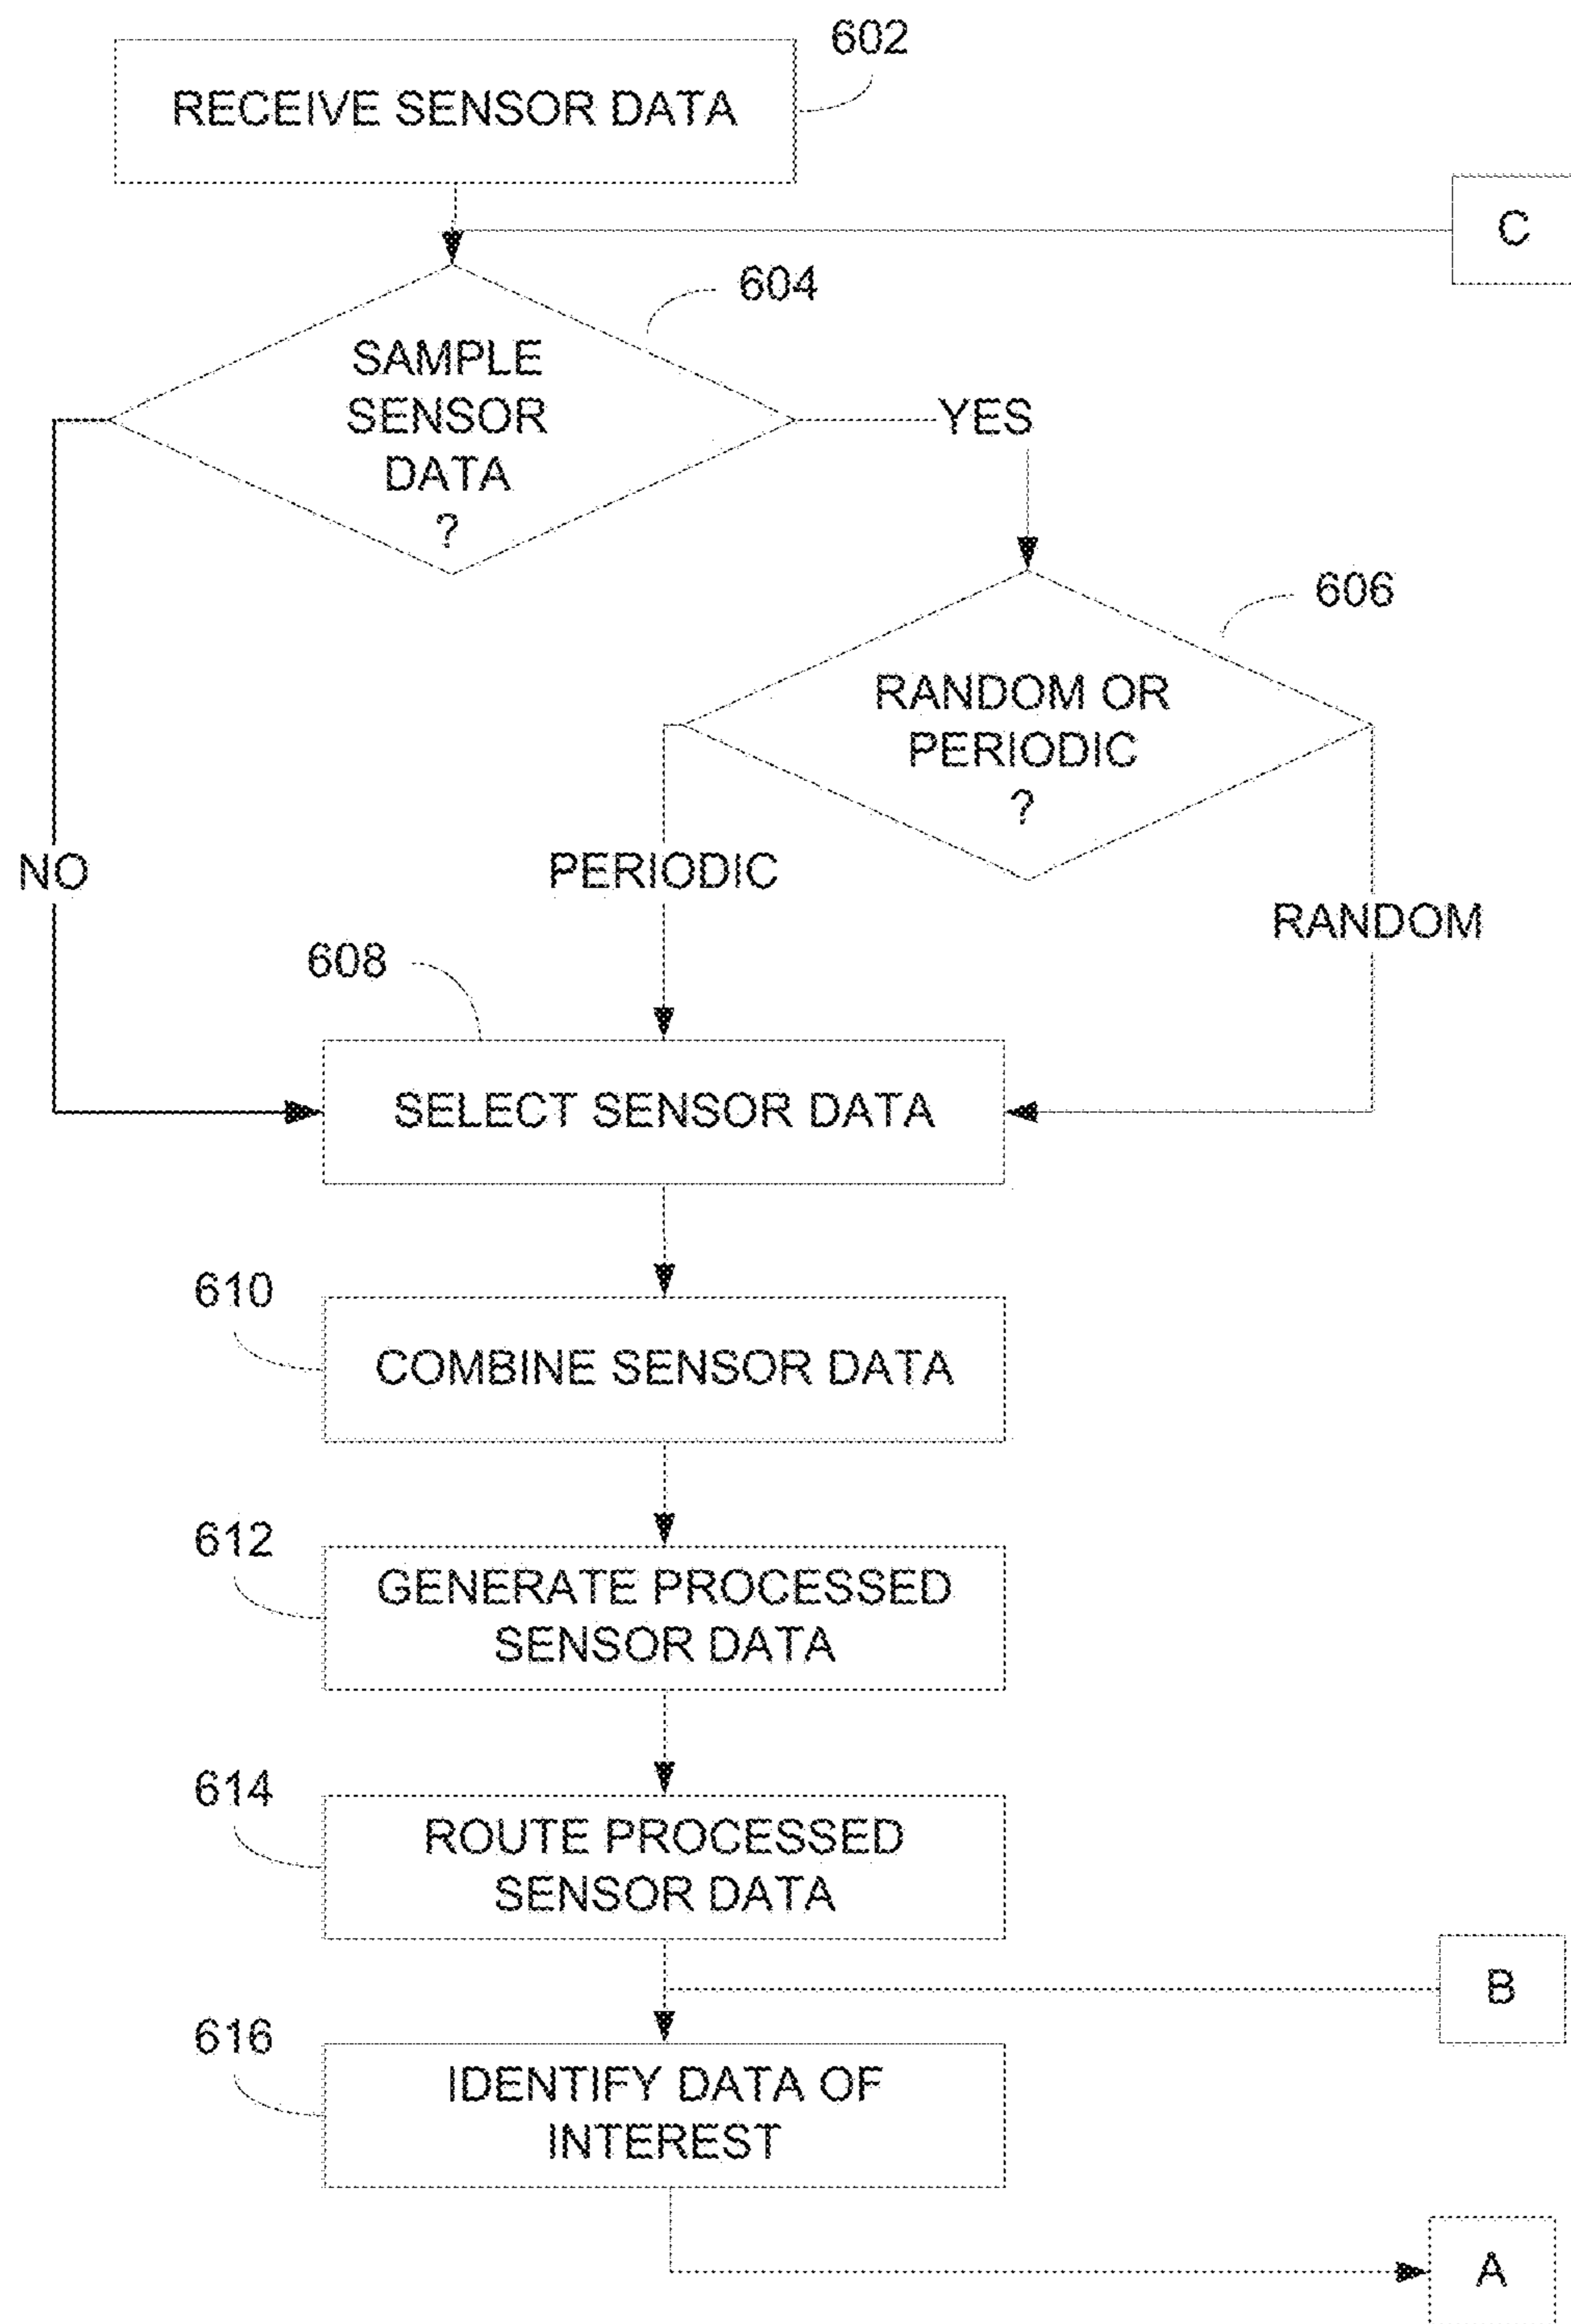 602
RECEIVE SENSOR DATA
C
604
SAMPLE
SENSOR
DATA
?
YES
606
RANDOM OR
PERIODIC
?
NO
PERIODIC
RANDOM
608
SELECT SENSOR DATA
610
COMBINE SENSOR DATA
612
GENERATE PROCESSED
SENSOR DATA
614
ROUTE PROCESSED
SENSOR DATA
B
616
IDENTIFY DATA OF
INTEREST
A